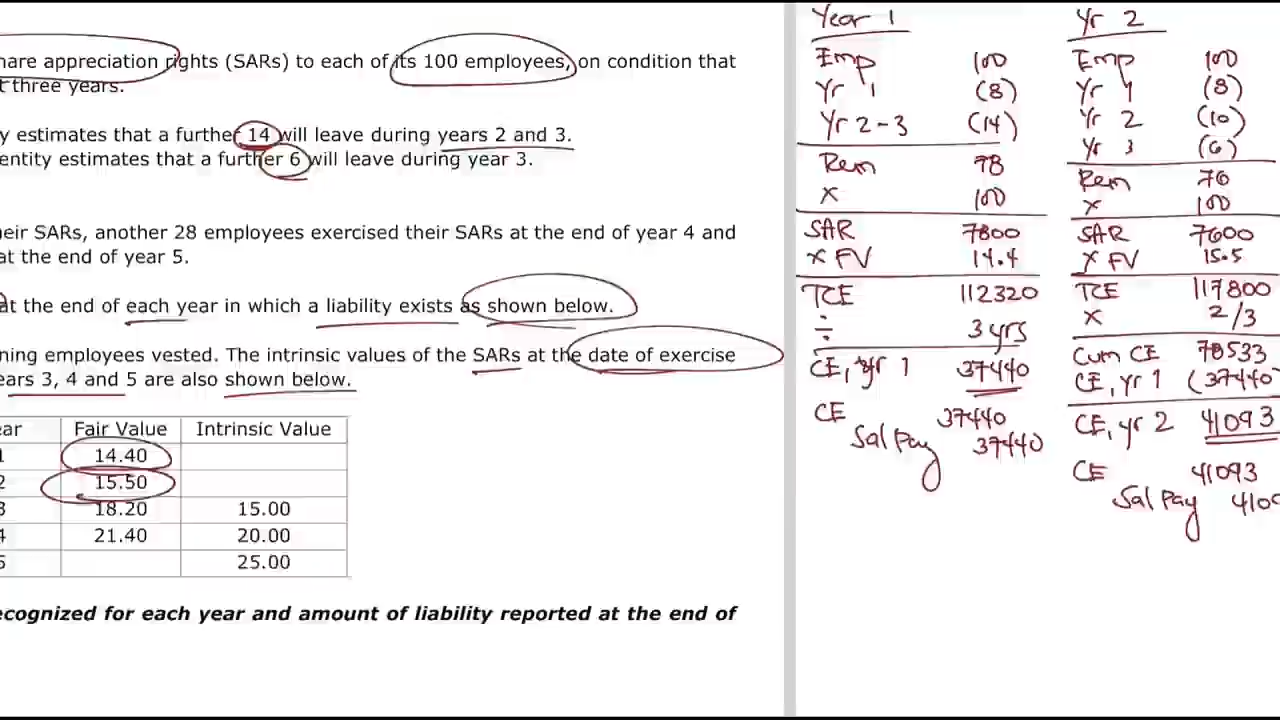 hare appreciation rights (SARs) to each of its 100 employees, on condition that
t three years.
y estimates that a further 14 will leave during years 2 and 3.
entity estimates that a further 6 will leave during year 3.
heir SARs, another 28 employees exercised their SARs at the end of year 4 and
at the end of year 5.
at the end of each year in which a liability exists as shown below.
ning employees vested. The intrinsic values of the SARs at the date of exercise
ears 3, 4 and 5 are also shown below.
ear Fair Value Intrinsic Value
1 14.40
2 15.50
3 18.20 15.00
4 21.40 20.00
5 25.00
ecognized for each year and amount of liability reported at the end of
Year 1
Emp 100
Yr 1 (8)
Yr 2-3 (14)
Rem 78
x 100
SAR 7800
x FV 14.4
TCE 112320
÷ 3 yrs
CE, yr 1 37440
CE 37440
Sal Pay 37440
Yr 2
Emp 100
Yr 1 (8)
Yr 2 (10)
Yr 3 (6)
Rem 76
x 100
SAR 7600
x FV 15.5
TCE 117800
x 2/3
Cum CE 78533
CE, yr 1 (37440)
CE, yr 2 41093
CE 41093
Sal Pay 410